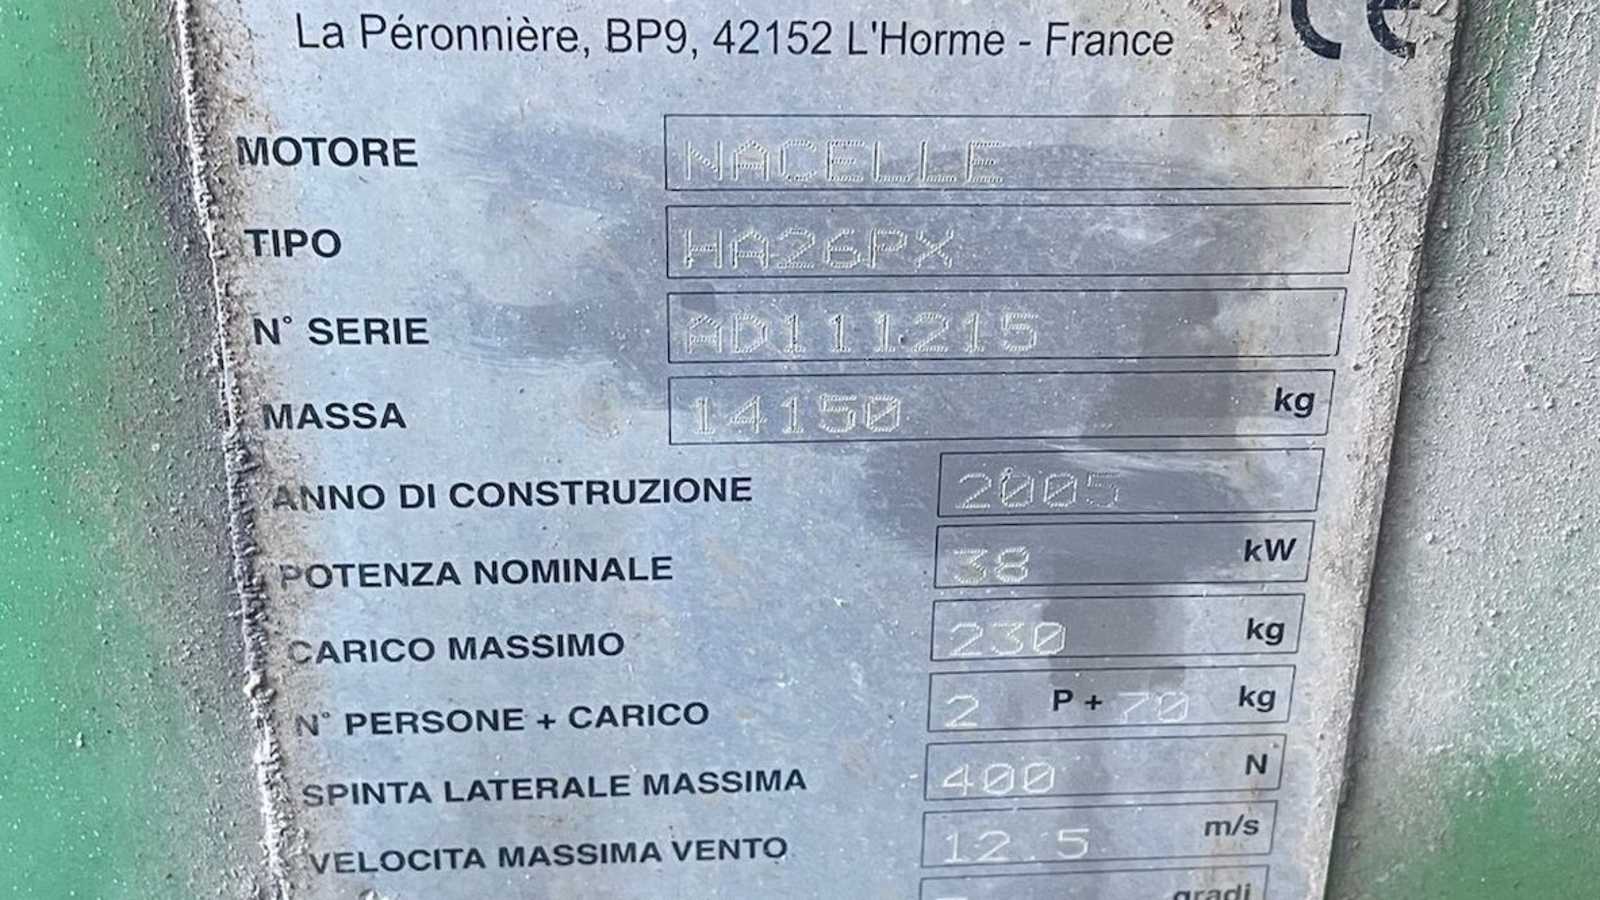 La Péronnière, BP9, 42152 L'Horme - France CE
MOTORE NACELLE
TIPO HA26PX
N° SERIE AD111215
MASSA 14150 kg
ANNO DI CONSTRUZIONE 2005
POTENZA NOMINALE 38 kW
CARICO MASSIMO 230 kg
N° PERSONE + CARICO 2 P + 70 kg
SPINTA LATERALE MASSIMA 400 N
VELOCITA MASSIMA VENTO 12.5 m/s
gradi